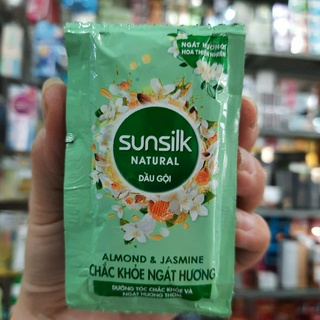 NGÁT HƯƠNG
HOA THIÊN NHIÊN
sunsilk
NATURAL
DẦU GỘI
ALMOND & JASMINE
CHẮC KHỎE NGÁT HƯƠNG
DƯỠNG TÓC CHẮC KHỎE VÀ
NGÁT HƯƠNG THƠM